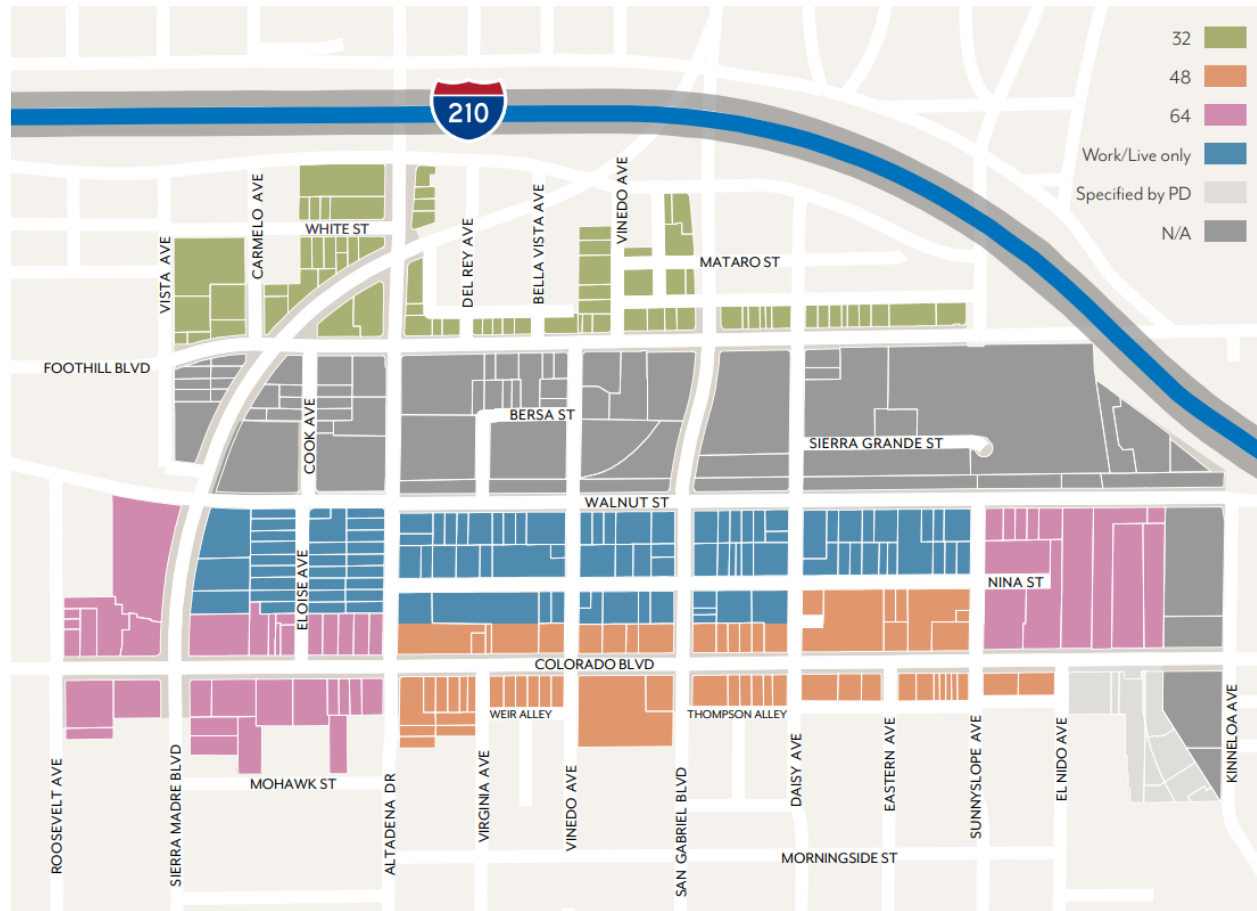 32
48
64
Work/Live only
Specified by PD
N/A
210
VISTA AVE
CARMELO AVE
WHITE ST
DEL REY AVE
BELLA VISTA AVE
VINEDO AVE
MATARO ST
FOOTHILL BLVD
COOK AVE
BERSA ST
SIERRA GRANDE ST
WALNUT ST
ELOISE AVE
NINA ST
COLORADO BLVD
WEIR ALLEY
THOMPSON ALLEY
ROOSEVELT AVE
SIERRA MADRE BLVD
MOHAWK ST
ALTADENA DR
VIRGINIA AVE
VINEDO AVE
SAN GABRIEL BLVD
DAISY AVE
EASTERN AVE
SUNNYSLOPE AVE
EL NIDO AVE
KINNELOA AVE
MORNINGSIDE ST